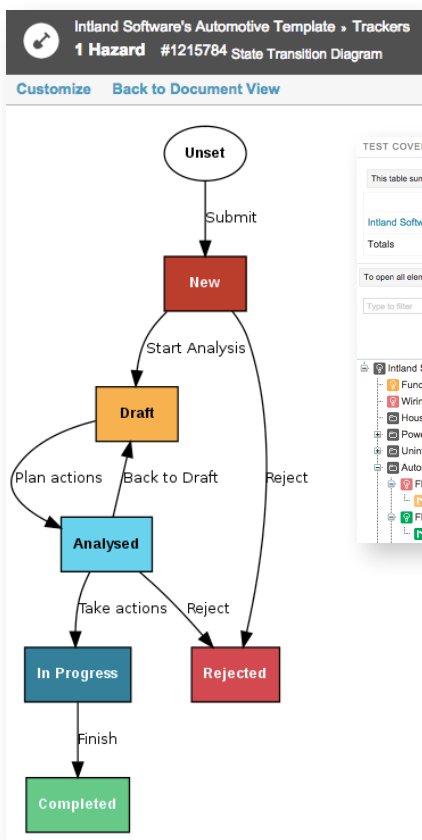 Intland Software's Automotive Template » Trackers
1 Hazard #1215784 State Transition Diagram
Customize Back to Document View
Unset
Submit
New
Start Analysis
Draft
Plan actions
Back to Draft
Reject
Analysed
Take actions
Reject
In Progress
Rejected
Finish
Completed
TEST COVE
This table sum
Intland Softw
Totals
To open all elem
Type to filter
Intland S
Func
Wirin
Hous
Powe
Unin
Auto
Fl
Fl